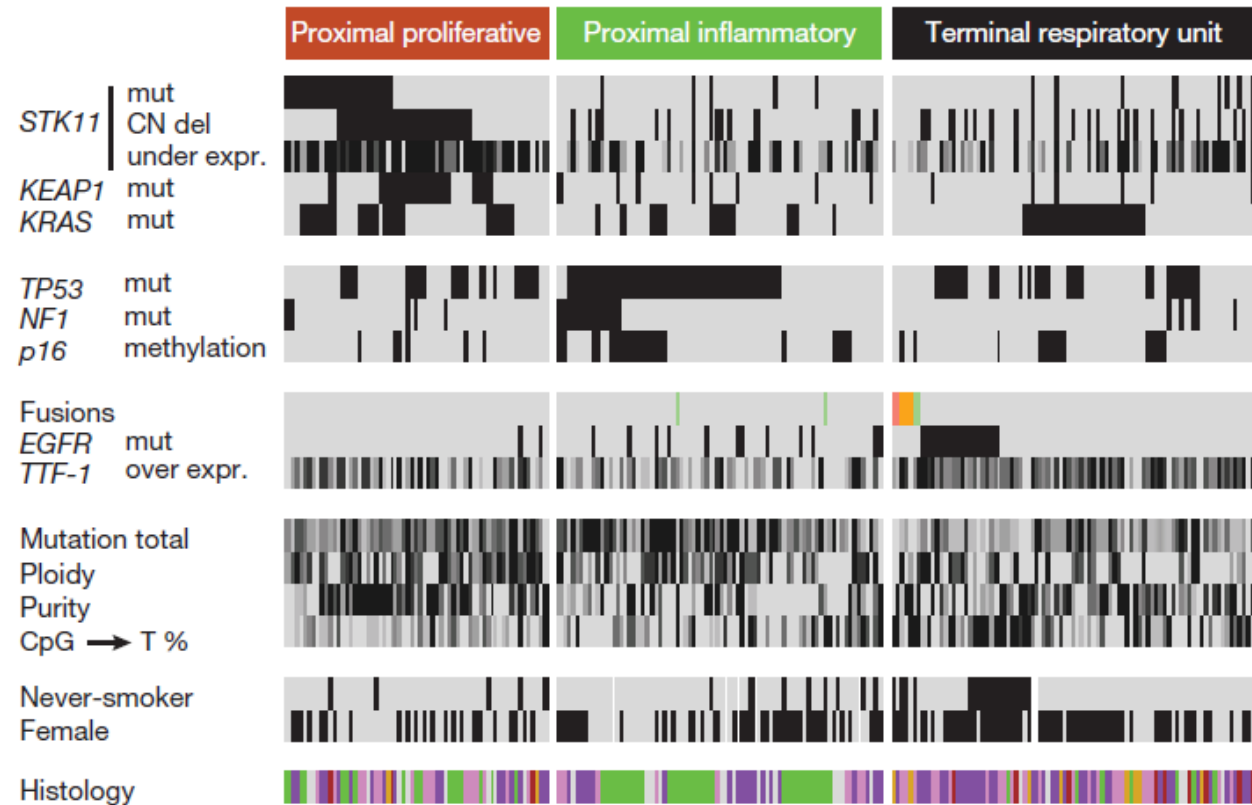 Proximal proliferative Proximal inflammatory Terminal respiratory unit
mut
STK11 CN del
under expr.
KEAP1 mut
KRAS mut
TP53 mut
NF1 mut
p16 methylation
Fusions
EGFR mut
TTF-1 over expr.
Mutation total
Ploidy
Purity
CpG → T %
Never-smoker
Female
Histology